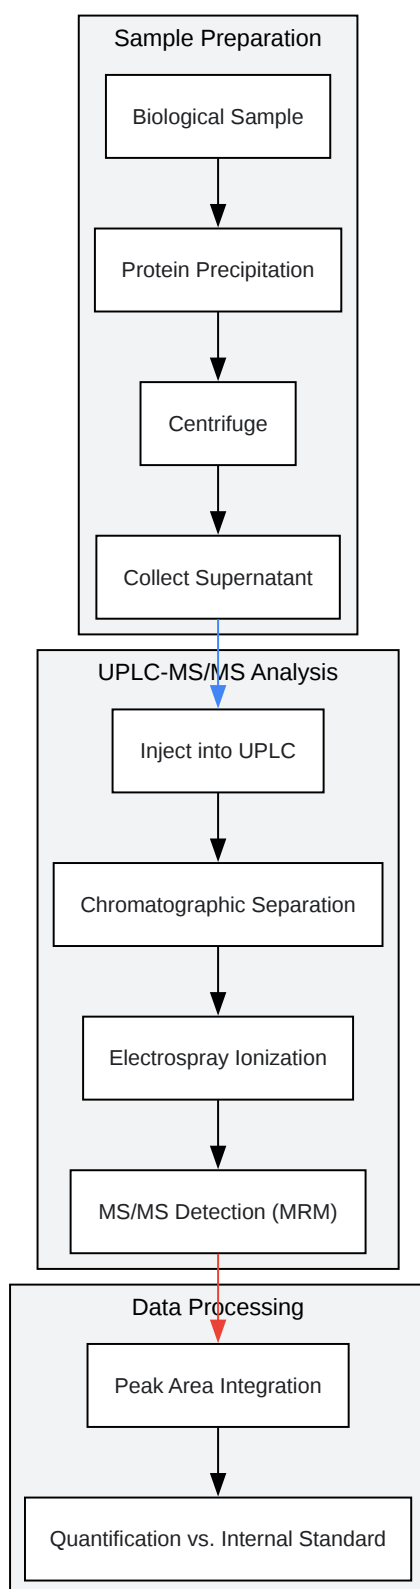 Sample Preparation
Biological Sample
Protein Precipitation
Centrifuge
Collect Supernatant
UPLC-MS/MS Analysis
Inject into UPLC
Chromatographic Separation
Electrospray Ionization
MS/MS Detection (MRM)
Data Processing
Peak Area Integration
Quantification vs. Internal Standard